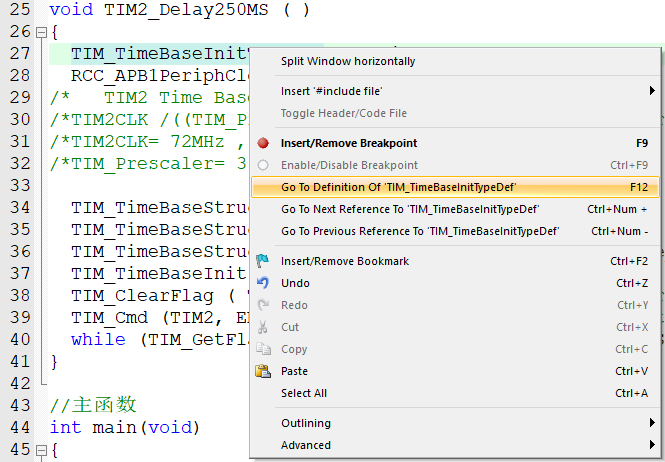 25 void TIM2_Delay250MS ( )
26 {
27 TIM_TimeBaseInit
28 RCC_APB1PeriphClo
29 /* TIM2 Time Bas
30 /*TIM2CLK /((TIM_P
31 /*TIM2CLK= 72MHz ,
32 /*TIM_Prescaler= 3
33
34 TIM_TimeBaseStruc
35 TIM_TimeBaseStruc
36 TIM_TimeBaseStruc
37 TIM_TimeBaseInit
38 TIM_ClearFlag (
39 TIM_Cmd (TIM2, E
40 while (TIM_GetFla
41 }
42
43 //主函数
44 int main(void)
45 {
Split Window horizontally
Insert '#include file'
Toggle Header/Code File
Insert/Remove Breakpoint F9
Enable/Disable Breakpoint Ctrl+F9
Go To Definition Of 'TIM_TimeBaseInitTypeDef' F12
Go To Next Reference To 'TIM_TimeBaseInitTypeDef' Ctrl+Num +
Go To Previous Reference To 'TIM_TimeBaseInitTypeDef' Ctrl+Num -
Insert/Remove Bookmark Ctrl+F2
Undo Ctrl+Z
Redo Ctrl+Y
Cut Ctrl+X
Copy Ctrl+C
Paste Ctrl+V
Select All Ctrl+A
Outlining
Advanced